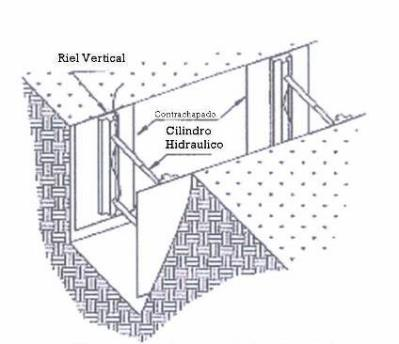 Riel Vertical
Contrachapado
Cilindro
Hidraulico